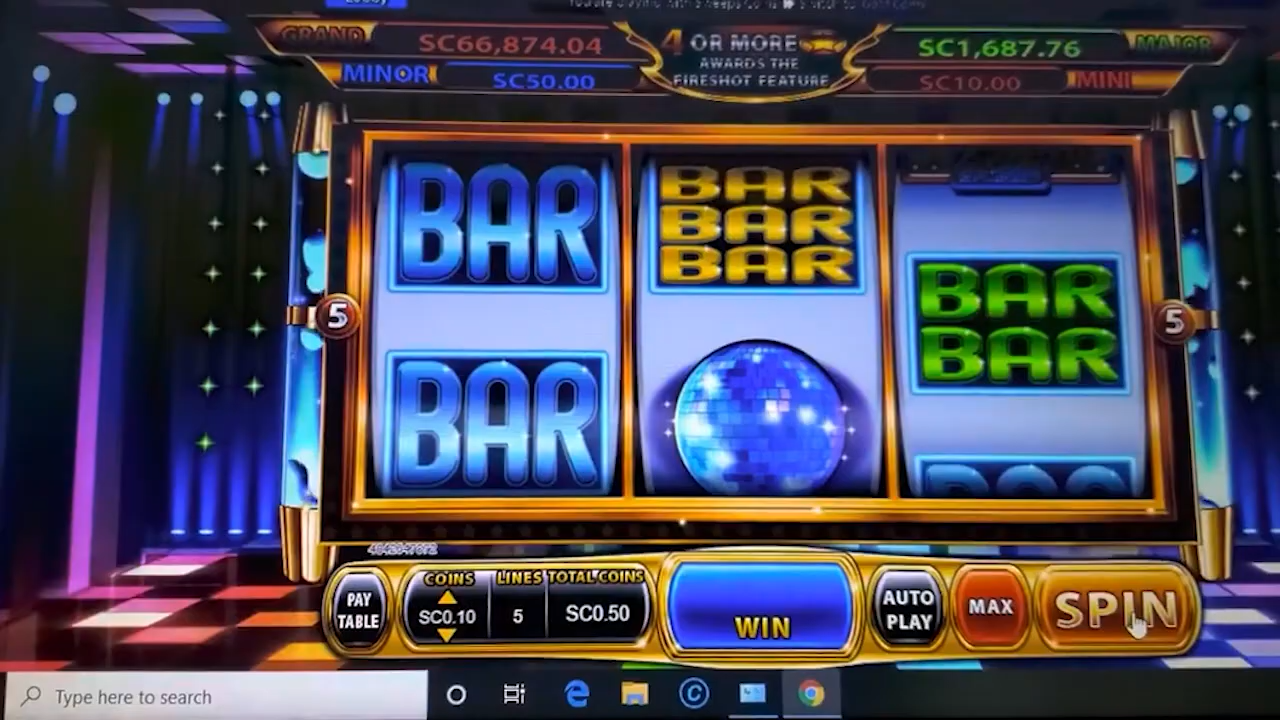 GRAND SC66,874.04
4 OR MORE
AWARDS THE
FIRESHOT FEATURE
SC1,687.76 MAJOR
MINOR SC50.00
SC10.00 MINI
BAR
BAR
BAR
BAR
BAR
BAR
BAR
BAR
5
5
PAY
TABLE
COINS
SC0.10
LINES
5
TOTAL COINS
SC0.50
WIN
AUTO
PLAY
MAX
SPIN
Type here to search